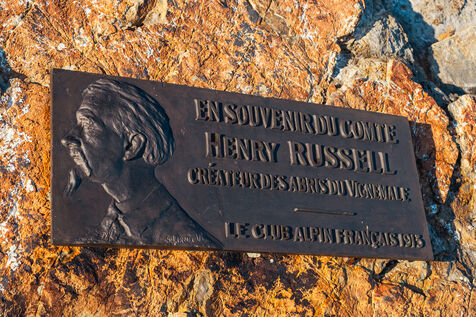 EN SOUVENIR DU COMTE
HENRY RUSSELL
CRÉATEUR DES ABRIS DU VIGNEMALE
LE CLUB ALPIN FRANÇAIS 1913